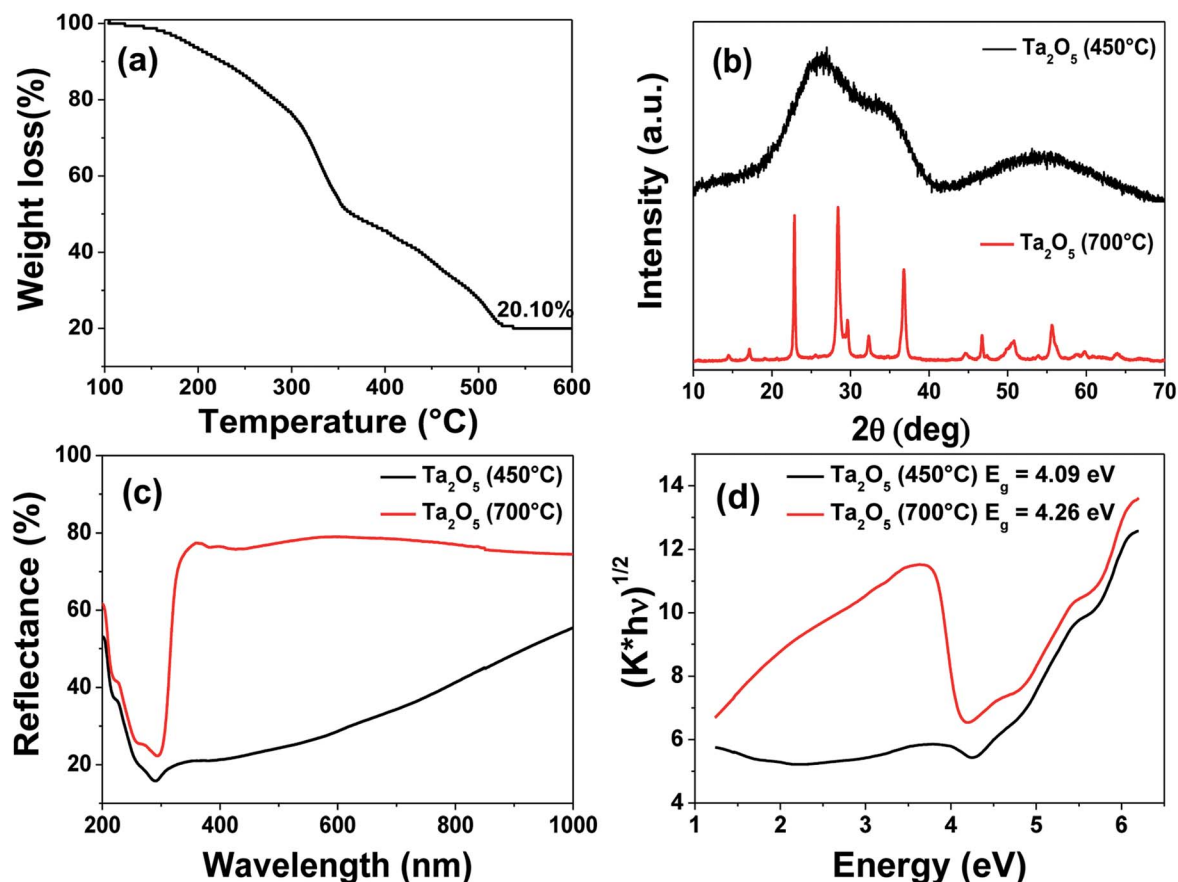 (a)
Weight loss(%)
100
80
60
40
20
20.10%
100 200 300 400 500 600
Temperature (°C)
(b)
Ta₂O₅ (450°C)
Ta₂O₅ (700°C)
Intensity (a.u.)
10 20 30 40 50 60 70
2θ (deg)
(c)
Ta₂O₅ (450°C)
Ta₂O₅ (700°C)
Reflectance (%)
100
80
60
40
20
200 400 600 800 1000
Wavelength (nm)
(d)
Ta₂O₅ (450°C) E_g = 4.09 eV
Ta₂O₅ (700°C) E_g = 4.26 eV
(K*hν)^1/2
14
12
10
8
6
4
1 2 3 4 5 6
Energy (eV)